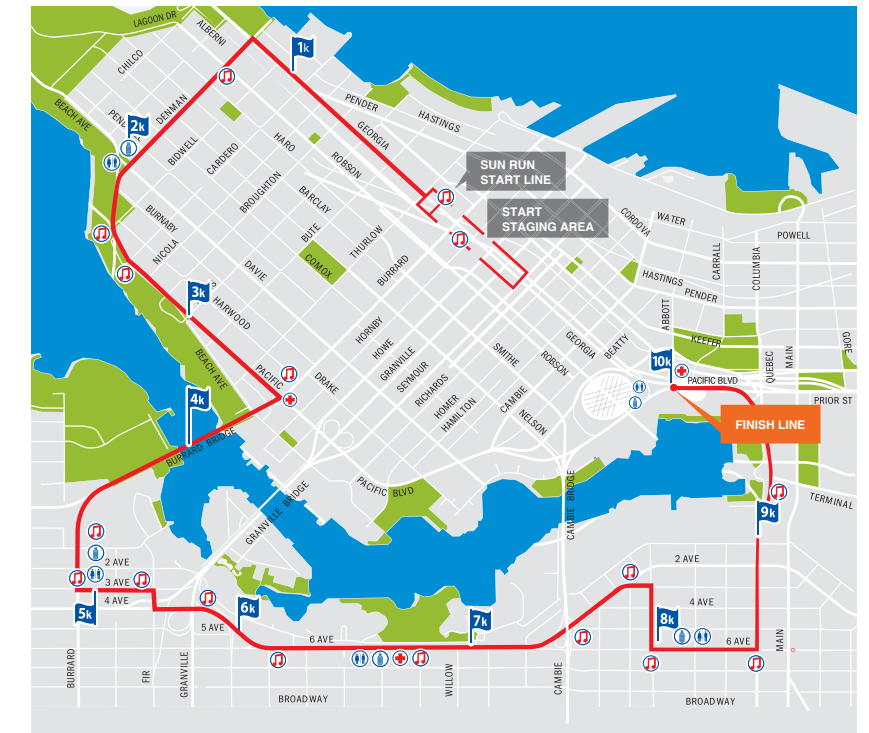 LAGOON DR
ALBERNI
1k
CHILCO
BEACH AVE
DENMAN
PENDER
HASTINGS
GEORGIA
2k
BIDWELL
CARDERO
HARO
ROBSON
SUN RUN
START LINE
BROUGHTON
BARCLAY
START
STAGING AREA
BURNABY
NICOLA
BUTE
THURLOW
CORDOVA
WATER
POWELL
COMOX
DAVIE
BURRARD
CARRALL
COLUMBIA
HASTINGS
PENDER
3k
HARWOOD
ABBOTT
HORNBY
HOWE
GRANVILLE
SEYMOUR
RICHARDS
HOMER
HAMILTON
SMITHE
ROBSON
GEORGIA
BEATTY
KEEFER
QUEBEC
MAIN
GORE
BEACH AVE
PACIFIC
DRAKE
CAMBIE
NELSON
10k
PACIFIC BLVD
PRIOR ST
4k
FINISH LINE
BURRARD BRIDGE
PACIFIC BLVD
GRANVILLE BRIDGE
CAMBIE BRIDGE
TERMINAL
9k
2 AVE
3 AVE
4 AVE
5k
5 AVE
6k
6 AVE
7k
2 AVE
4 AVE
8k
6 AVE
MAIN
BURRARD
FIR
GRANVILLE
WILLOW
CAMBIE
BROADWAY
BROADWAY